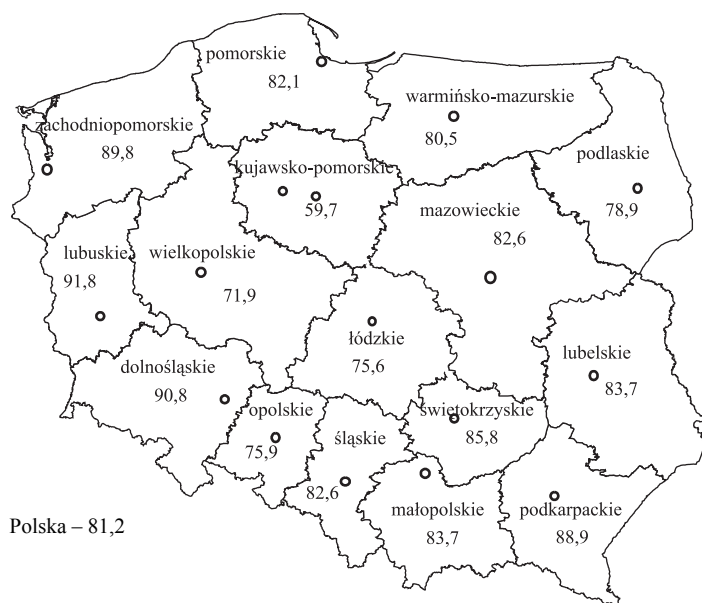 pomorskie
82,1
warmińsko-mazurskie
80,5
zachodniopomorskie
89,8
podlaskie
78,9
kujawsko-pomorskie
59,7
mazowieckie
82,6
lubuskie
91,8
wielkopolskie
71,9
łódzkie
75,6
lubelskie
83,7
dolnośląskie
90,8
opolskie
75,9
śląskie
82,6
świętokrzyskie
85,8
małopolskie
83,7
podkarpackie
88,9
Polska – 81,2